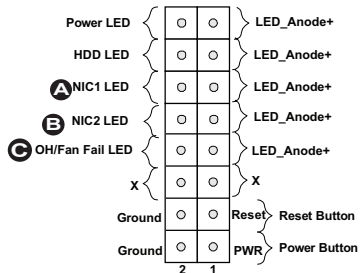 Power LED LED_Anode+
HDD LED LED_Anode+
A NIC1 LED LED_Anode+
B NIC2 LED LED_Anode+
C OH/Fan Fail LED LED_Anode+
X X
Ground Reset Reset Button
Ground PWR Power Button
2 1